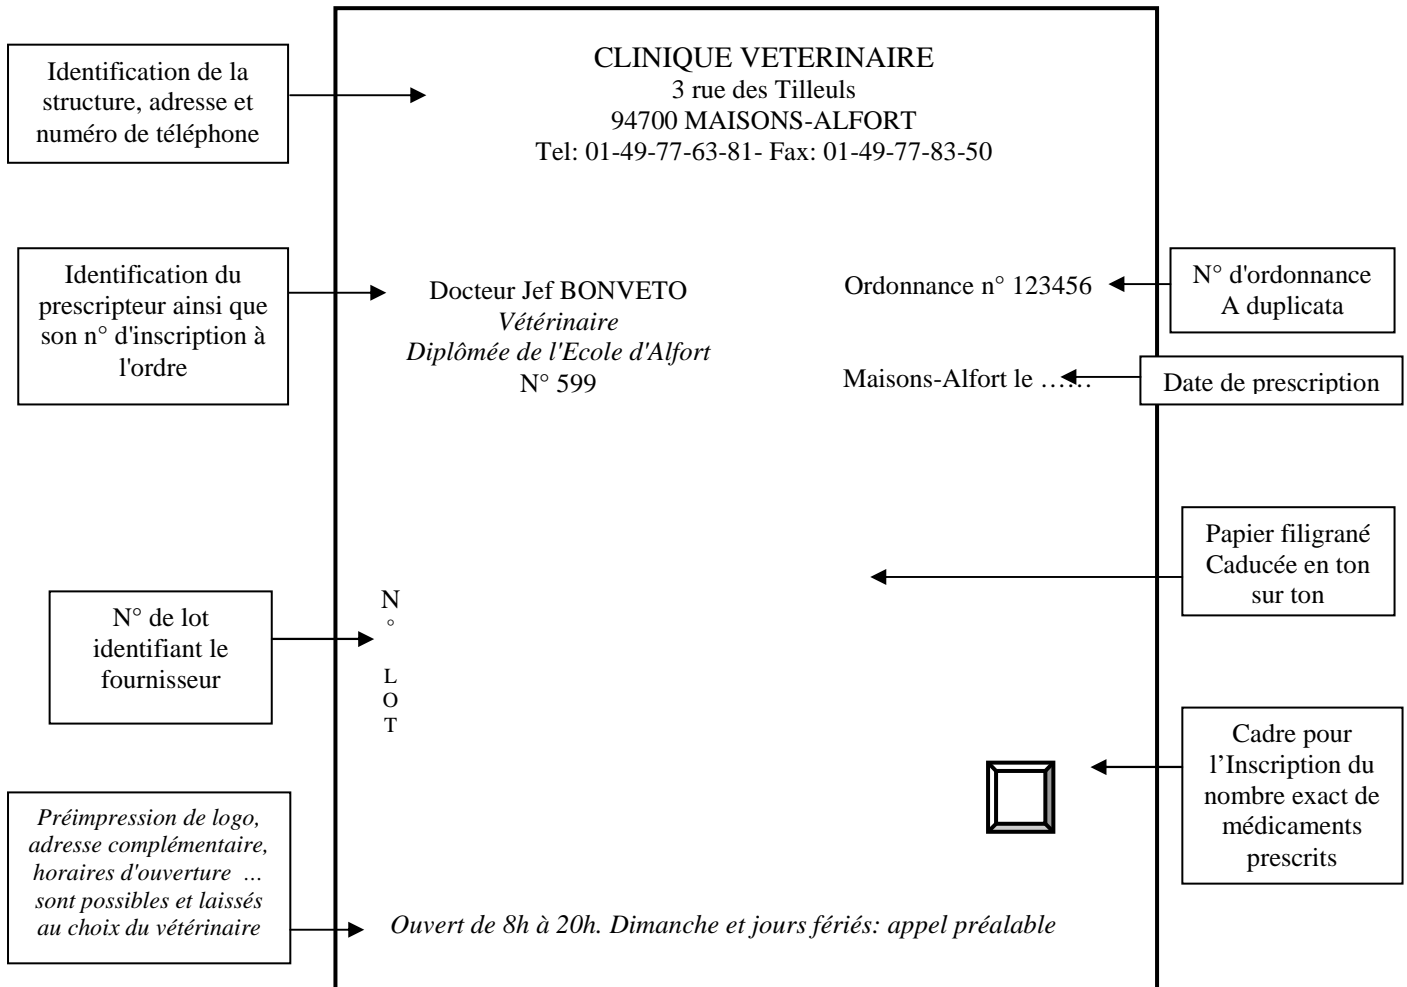 CLINIQUE VETERINAIRE
3 rue des Tilleuls
94700 MAISONS-ALFORT
Tel: 01-49-77-63-81- Fax: 01-49-77-83-50
Identification de la
structure, adresse et
numéro de téléphone
Identification du
prescripteur ainsi que
son n° d'inscription à
l'ordre
Docteur Jef BONVETO
Vétérinaire
Diplômée de l'Ecole d'Alfort
N° 599
Ordonnance n° 123456
N° d'ordonnance
A duplicata
Maisons-Alfort le ……
Date de prescription
Papier filigrané
Caducée en ton
sur ton
N° de lot
identifiant le
fournisseur
N
°
L
O
T
Cadre pour
l’Inscription du
nombre exact de
médicaments
prescrits
Préimpression de logo,
adresse complémentaire,
horaires d'ouverture …
sont possibles et laissés
au choix du vétérinaire
Ouvert de 8h à 20h. Dimanche et jours fériés: appel préalable